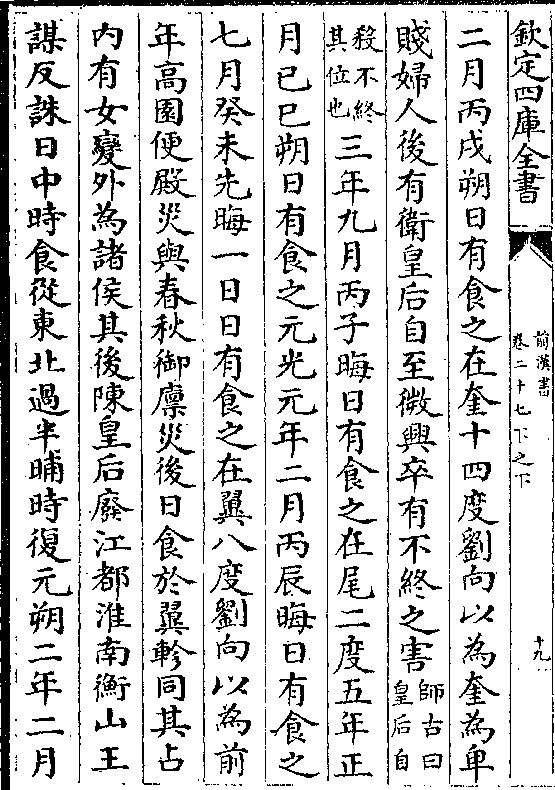 欽定四庫全書
前漢書
卷二十七下之下
十九
二月丙戌朔日有食之在奎十四度劉向以為奎為卑
賤婦人後有衛皇后自至微興卒有不終之害師古曰皇后自
殺不終其位也三年九月丙子晦日有食之在尾二度五年正
月已巳朔日有食之元光元年二月丙辰晦日有食之
七月癸未先晦一日日有食之在翼八度劉向以為前
年高園便殿災與春秋御廪災後日食於翼軫同其占
内有女變外為諸侯其後陳皇后廢江都淮南衡山王
謀反誅日中時食從東北過半晡時復元朔二年二月